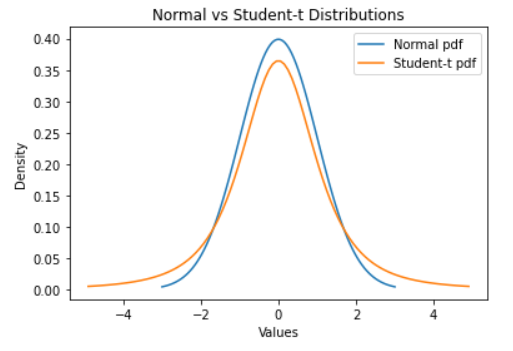 Normal vs Student-t Distributions
Normal pdf
Student-t pdf
0.40
0.35
0.30
0.25
0.20
0.15
0.10
0.05
0.00
Density
−4
−2
0
2
4
Values